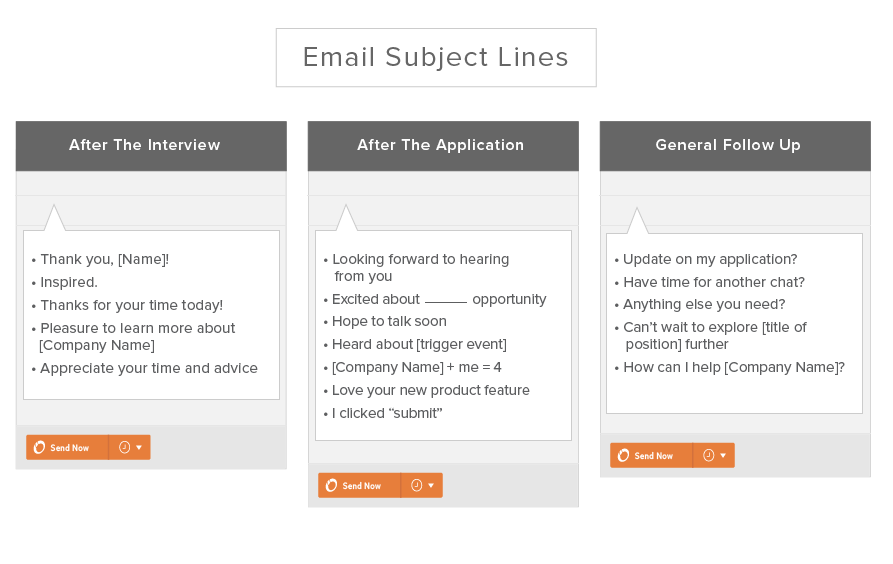 Email Subject Lines
After The Interview
• Thank you, [Name]!
• Inspired.
• Thanks for your time today!
• Pleasure to learn more about
[Company Name]
• Appreciate your time and advice
Send Now
After The Application
• Looking forward to hearing
from you
• Excited about ______ opportunity
• Hope to talk soon
• Heard about [trigger event]
• [Company Name] + me = 4
• Love your new product feature
• I clicked “submit”
Send Now
General Follow Up
• Update on my application?
• Have time for another chat?
• Anything else you need?
• Can’t wait to explore [title of
position] further
• How can I help [Company Name]?
Send Now